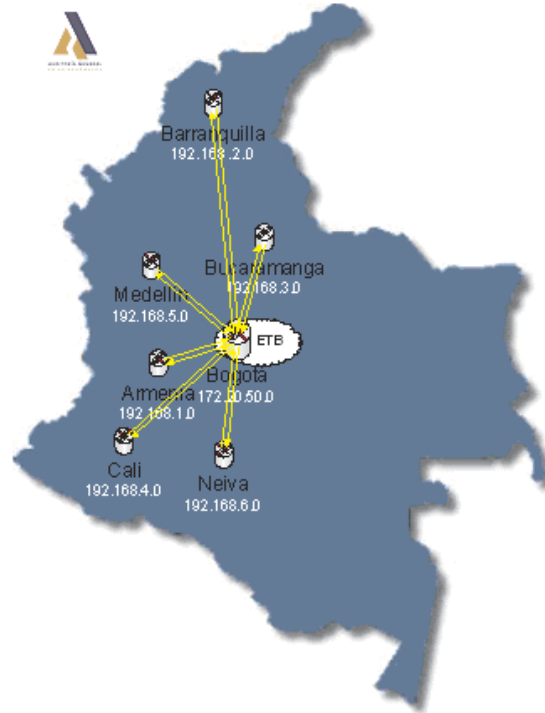 Barranquilla
192.168.2.0
Bucaramanga
192.168.3.0
Medellín
192.168.5.0
ETB
Bogotá
172.20.50.0
Armenia
192.168.1.0
Cali
192.168.4.0
Neiva
192.168.6.0